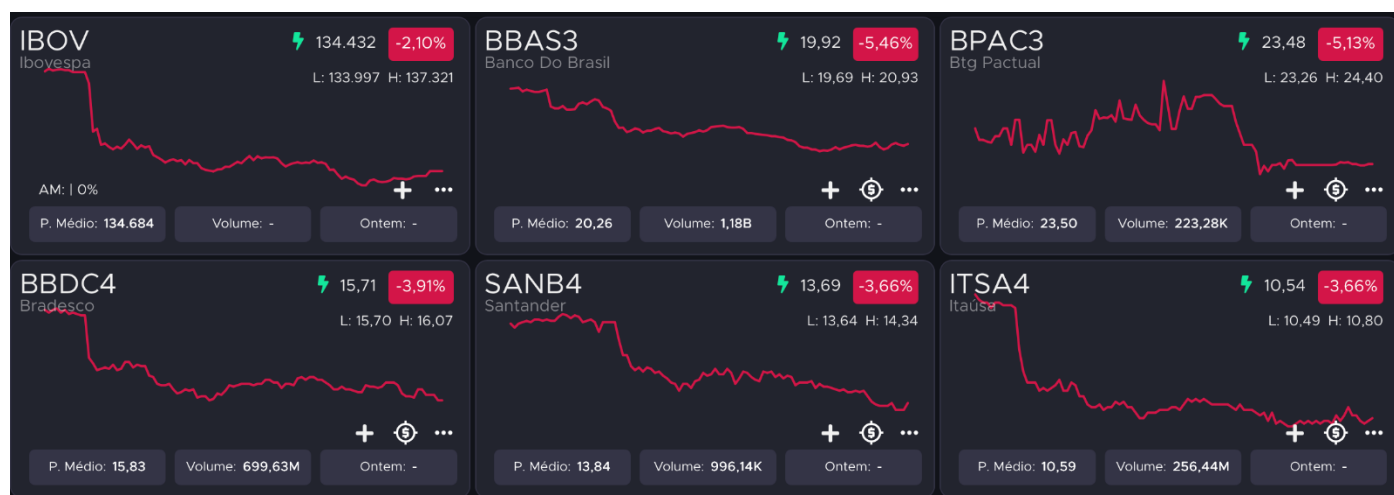 IBOV 134.432 -2,10%
Ibovespa
L: 133.997 H: 137.321
AM: | 0%
P. Médio: 134.684 Volume: - Ontem: -
BBAS3 19,92 -5,46%
Banco Do Brasil
L: 19,69 H: 20,93
P. Médio: 20,26 Volume: 1,18B Ontem: -
BPAC3 23,48 -5,13%
Btg Pactual
L: 23,26 H: 24,40
P. Médio: 23,50 Volume: 223,28K Ontem: -
BBDC4 15,71 -3,91%
Bradesco
L: 15,70 H: 16,07
P. Médio: 15,83 Volume: 699,63M Ontem: -
SANB4 13,69 -3,66%
Santander
L: 13,64 H: 14,34
P. Médio: 13,84 Volume: 996,14K Ontem: -
ITSA4 10,54 -3,66%
Itaúsa
L: 10,49 H: 10,80
P. Médio: 10,59 Volume: 256,44M Ontem: -